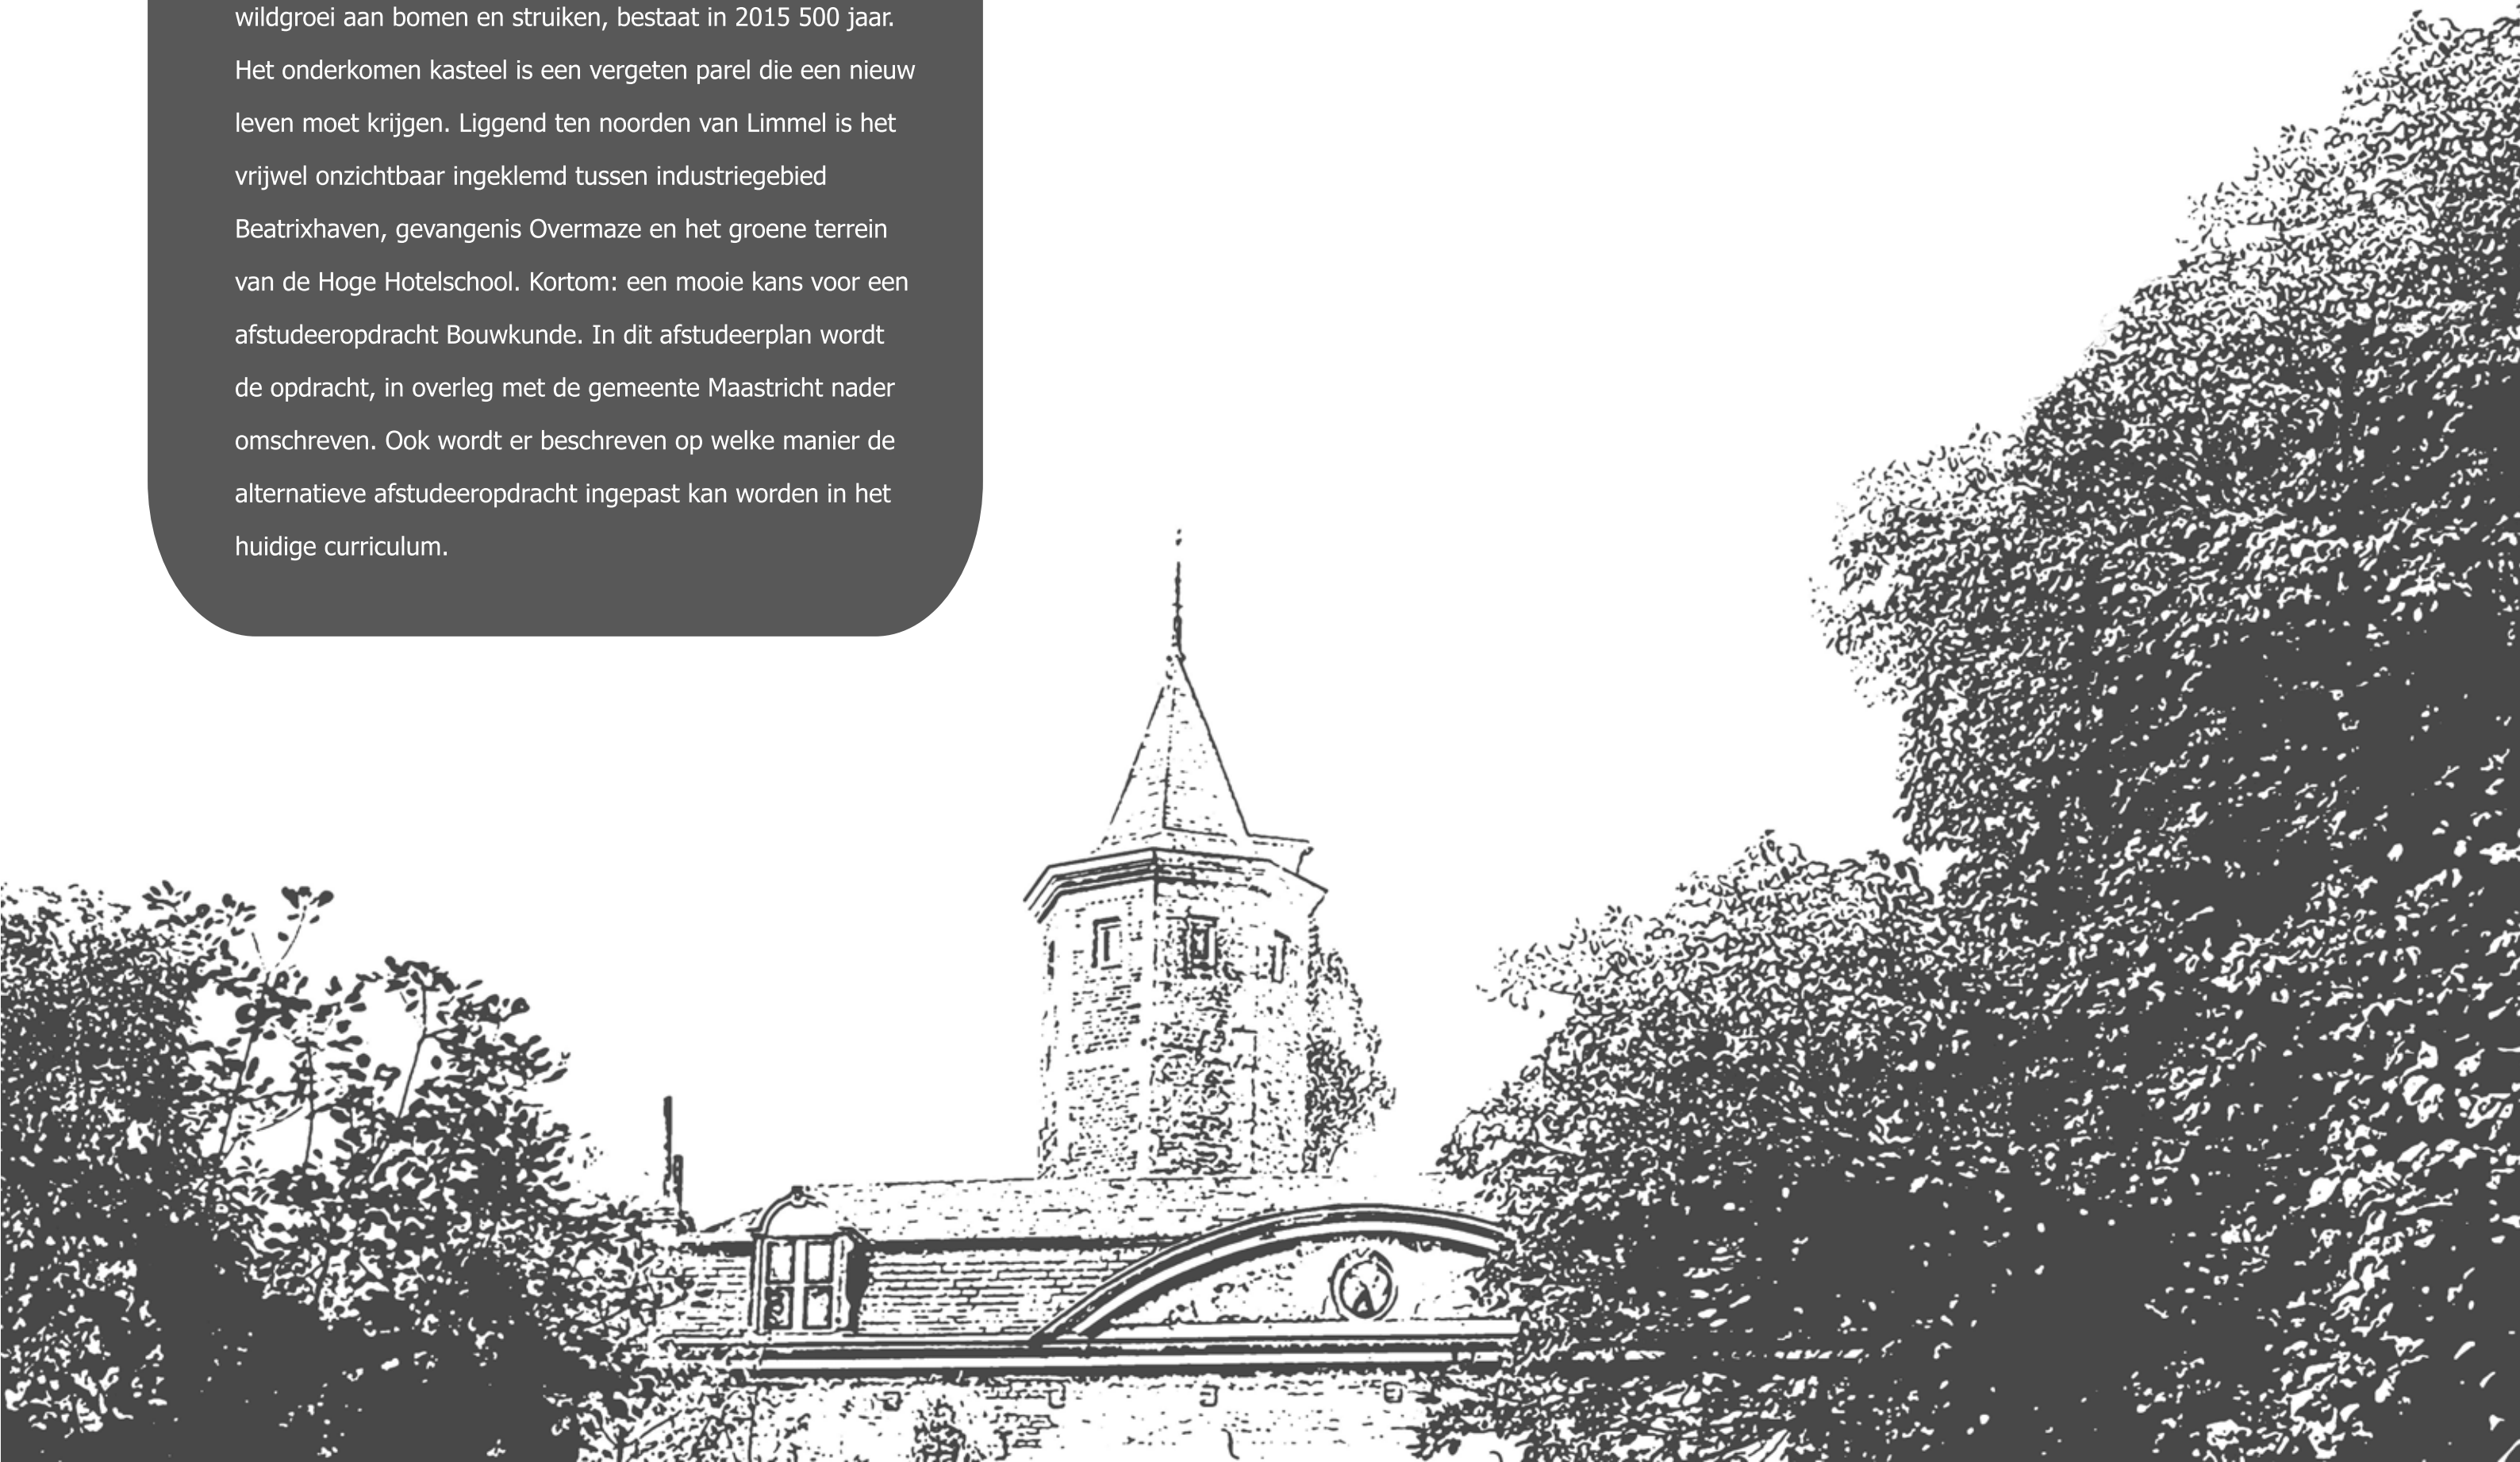 wildgroei aan bomen en struiken, bestaat in 2015 500 jaar.
Het onderkomen kasteel is een vergeten parel die een nieuw
leven moet krijgen. Liggend ten noorden van Limmel is het
vrijwel onzichtbaar ingeklemd tussen industriegebied
Beatrixhaven, gevangenis Overmaze en het groene terrein
van de Hoge Hotelschool. Kortom: een mooie kans voor een
afstudeeropdracht Bouwkunde. In dit afstudeerplan wordt
de opdracht, in overleg met de gemeente Maastricht nader
omschreven. Ook wordt er beschreven op welke manier de
alternatieve afstudeeropdracht ingepast kan worden in het
huidige curriculum.